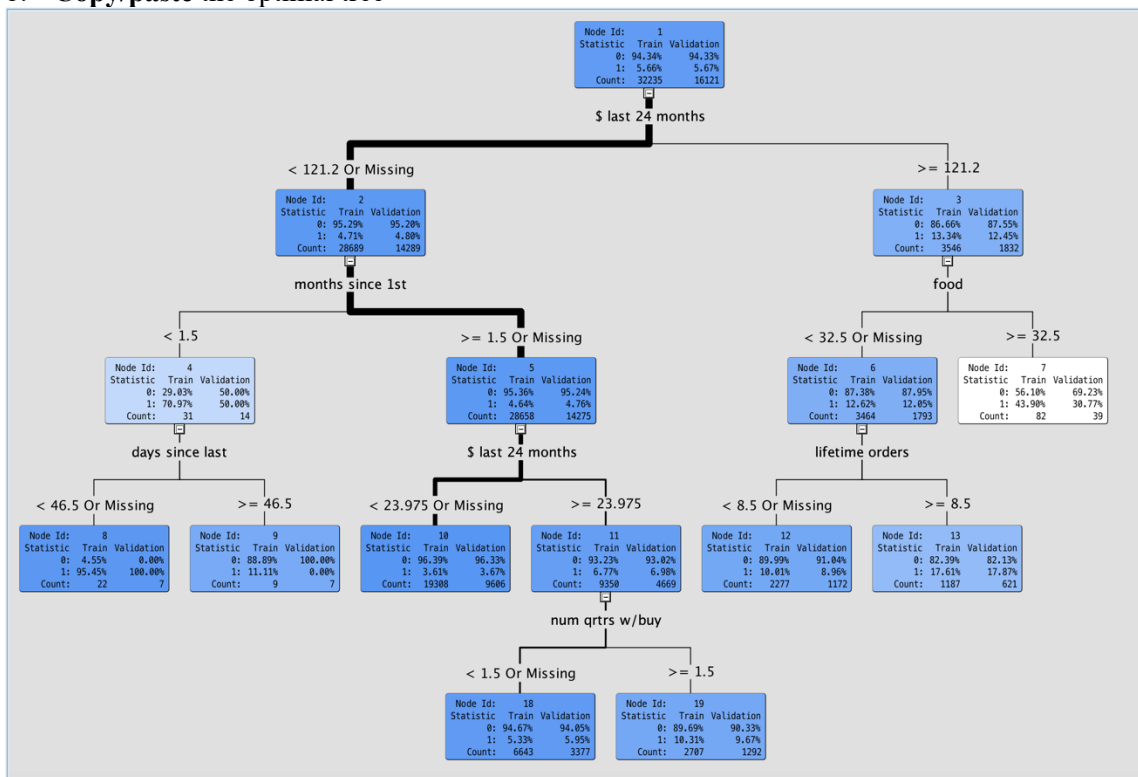 Copy/paste the optimal tree
Node Id: 1
Statistic Train Validation
0: 94.34% 94.33%
1: 5.66% 5.67%
Count: 32235 16121
$ last 24 months
< 121.2 Or Missing
>= 121.2
Node Id: 2
Statistic Train Validation
0: 95.29% 95.20%
1: 4.71% 4.80%
Count: 28689 14289
Node Id: 3
Statistic Train Validation
0: 86.66% 87.55%
1: 13.34% 12.45%
Count: 3546 1832
months since 1st
food
< 1.5
>= 1.5 Or Missing
< 32.5 Or Missing
>= 32.5
Node Id: 4
Statistic Train Validation
0: 29.03% 50.00%
1: 70.97% 50.00%
Count: 31 14
Node Id: 5
Statistic Train Validation
0: 95.36% 95.24%
1: 4.64% 4.76%
Count: 28658 14275
Node Id: 6
Statistic Train Validation
0: 87.38% 87.95%
1: 12.62% 12.05%
Count: 3464 1793
Node Id: 7
Statistic Train Validation
0: 56.10% 69.23%
1: 43.90% 30.77%
Count: 82 39
days since last
$ last 24 months
lifetime orders
< 46.5 Or Missing
>= 46.5
< 23.975 Or Missing
>= 23.975
< 8.5 Or Missing
>= 8.5
Node Id: 8
Statistic Train Validation
0: 4.55% 0.00%
1: 95.45% 100.00%
Count: 22 7
Node Id: 9
Statistic Train Validation
0: 88.89% 100.00%
1: 11.11% 0.00%
Count: 9 7
Node Id: 10
Statistic Train Validation
0: 96.39% 96.33%
1: 3.61% 3.67%
Count: 19308 9606
Node Id: 11
Statistic Train Validation
0: 93.23% 93.02%
1: 6.77% 6.98%
Count: 9350 4669
Node Id: 12
Statistic Train Validation
0: 89.99% 91.04%
1: 10.01% 8.96%
Count: 2277 1172
Node Id: 13
Statistic Train Validation
0: 82.39% 82.13%
1: 17.61% 17.87%
Count: 1187 621
num qrtrs w/buy
< 1.5 Or Missing
>= 1.5
Node Id: 18
Statistic Train Validation
0: 94.67% 94.05%
1: 5.33% 5.95%
Count: 6643 3377
Node Id: 19
Statistic Train Validation
0: 89.69% 90.33%
1: 10.31% 9.67%
Count: 2707 1292